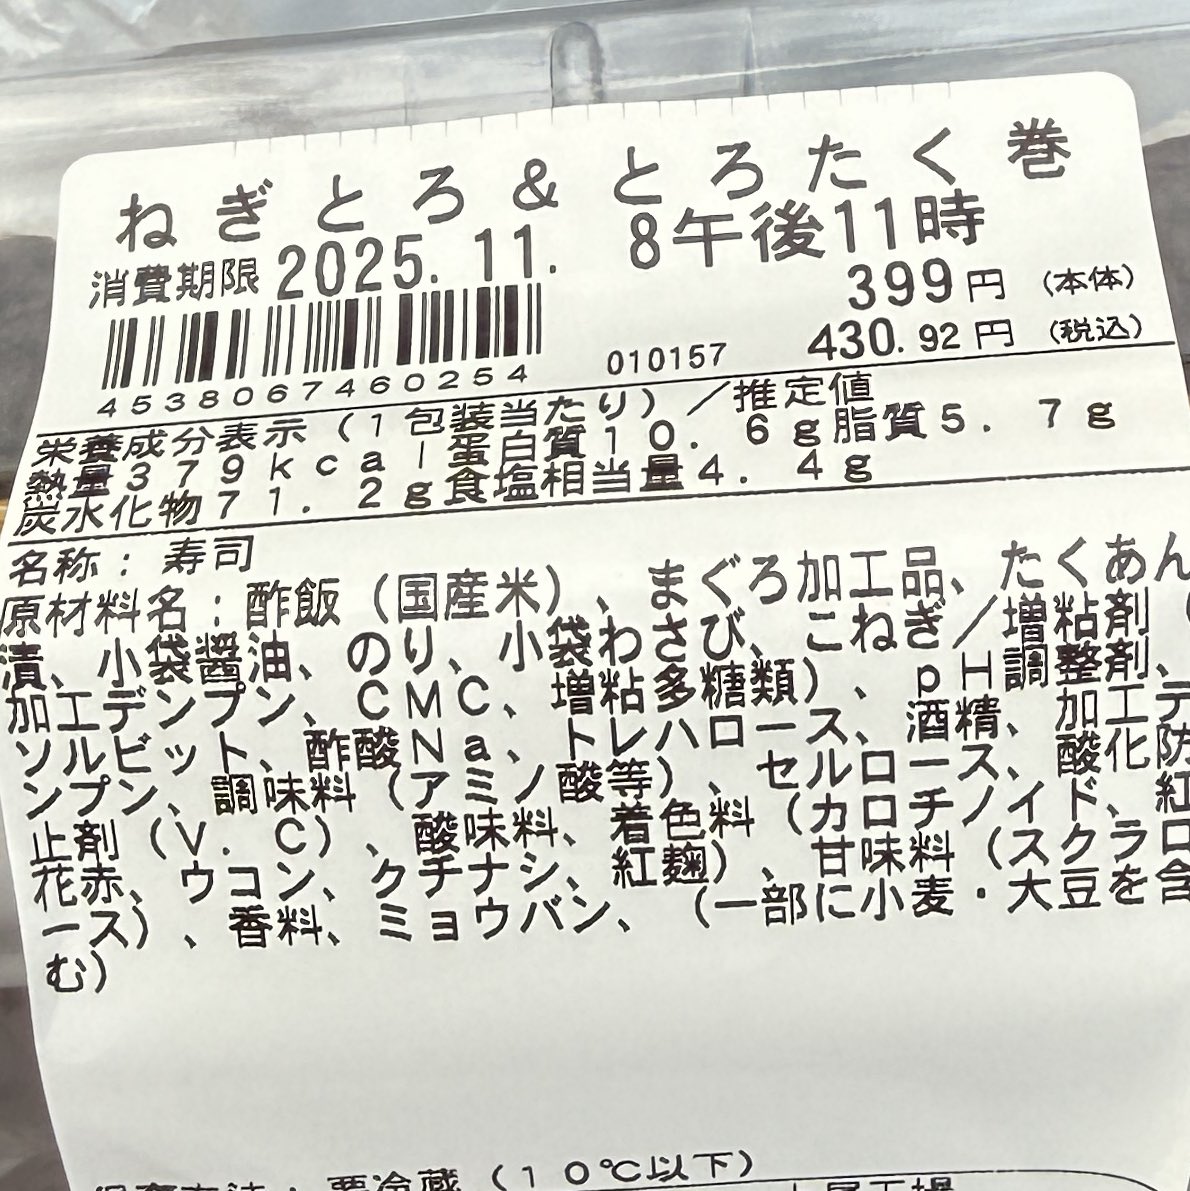 ねぎとろ&とろたく巻
消費期限 2025.11. 8午後11時
399円 (本体)
4538067460254 010157 430.92円 (税込)
栄養成分表示(1包装当たり)/推定値
熱量379kcal 蛋白質10.6g脂質5.7g
炭水化物71.2g食塩相当量4.4g
名称:寿司
原材料名:酢飯(国産米)、まぐろ加工品、たくあん
漬、小袋醤油、のり、小袋わさび、こねぎ/増粘剤(
加工デンプン、CMC、増粘多糖類)、pH調整剤、
ソルビット、酢酸Na、トレハロース、酒精、加工デ
ンプン、調味料(アミノ酸等)、セルロース、酸化防
止剤(V.C)、酸味料、着色料(カロチノイド、紅
花赤、ウコン、クチナシ、紅麹)、甘味料(スクラロ
ース)、香料、ミョウバン、(一部に小麦・大豆を含
む)
要冷蔵(10℃以下)